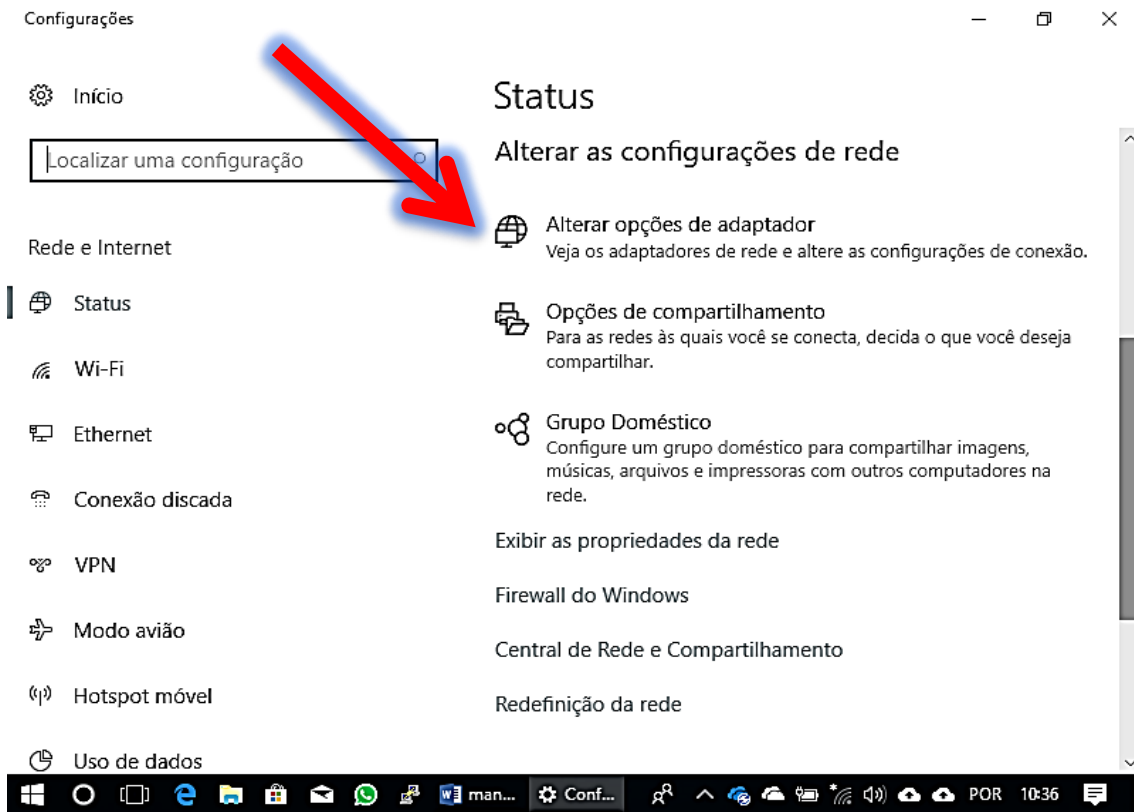 Configurações
Início
Localizar uma configuração
Rede e Internet
Status
Wi-Fi
Ethernet
Conexão discada
VPN
Modo avião
Hotspot móvel
Uso de dados
Status
Alterar as configurações de rede
Alterar opções de adaptador
Veja os adaptadores de rede e altere as configurações de conexão.
Opções de compartilhamento
Para as redes às quais você se conecta, decida o que você deseja
compartilhar.
Grupo Doméstico
Configure um grupo doméstico para compartilhar imagens,
músicas, arquivos e impressoras com outros computadores na
rede.
Exibir as propriedades da rede
Firewall do Windows
Central de Rede e Compartilhamento
Redefinição da rede
man... Conf... POR 10:36